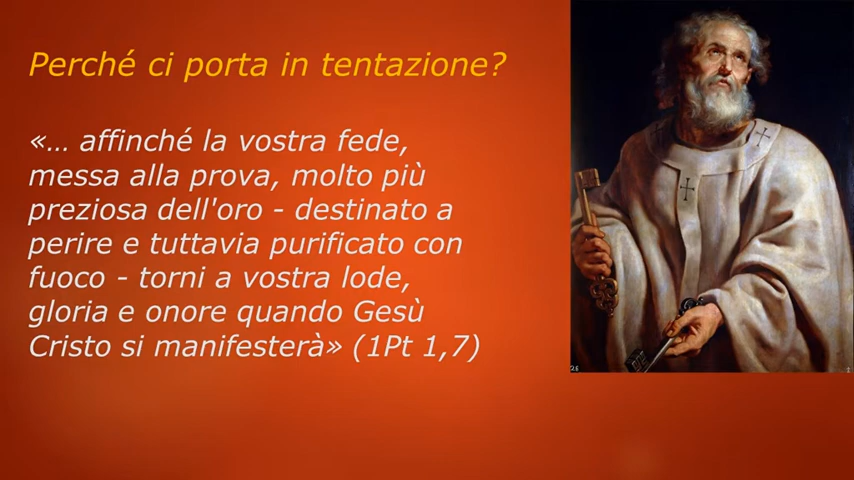 Perché ci porta in tentazione?
«… affinché la vostra fede,
messa alla prova, molto più
preziosa dell'oro - destinato a
perire e tuttavia purificato con
fuoco - torni a vostra lode,
gloria e onore quando Gesù
Cristo si manifesterà» (1Pt 1,7)